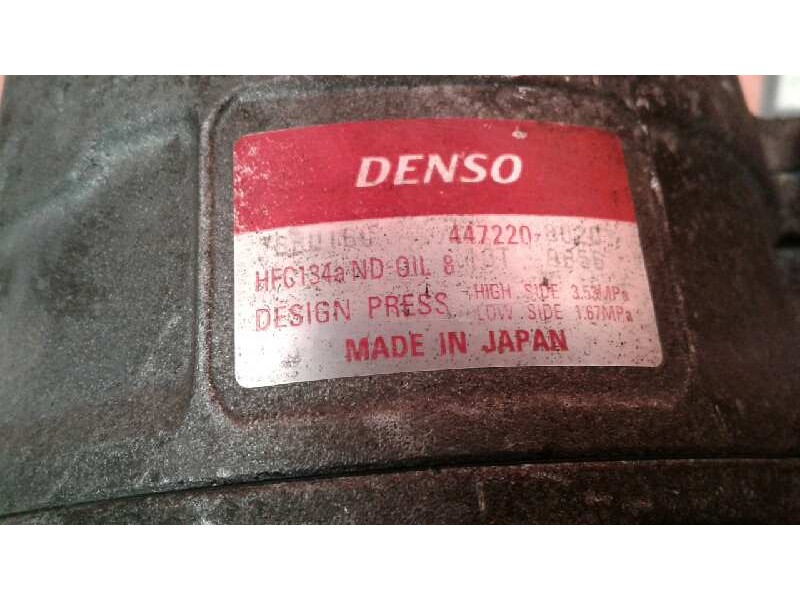 DENSO
447220-
HFC134a ND-OIL 8
DESIGN PRESS HIGH SIDE 3.53MPa
LOW SIDE 1.67MPa
MADE IN JAPAN